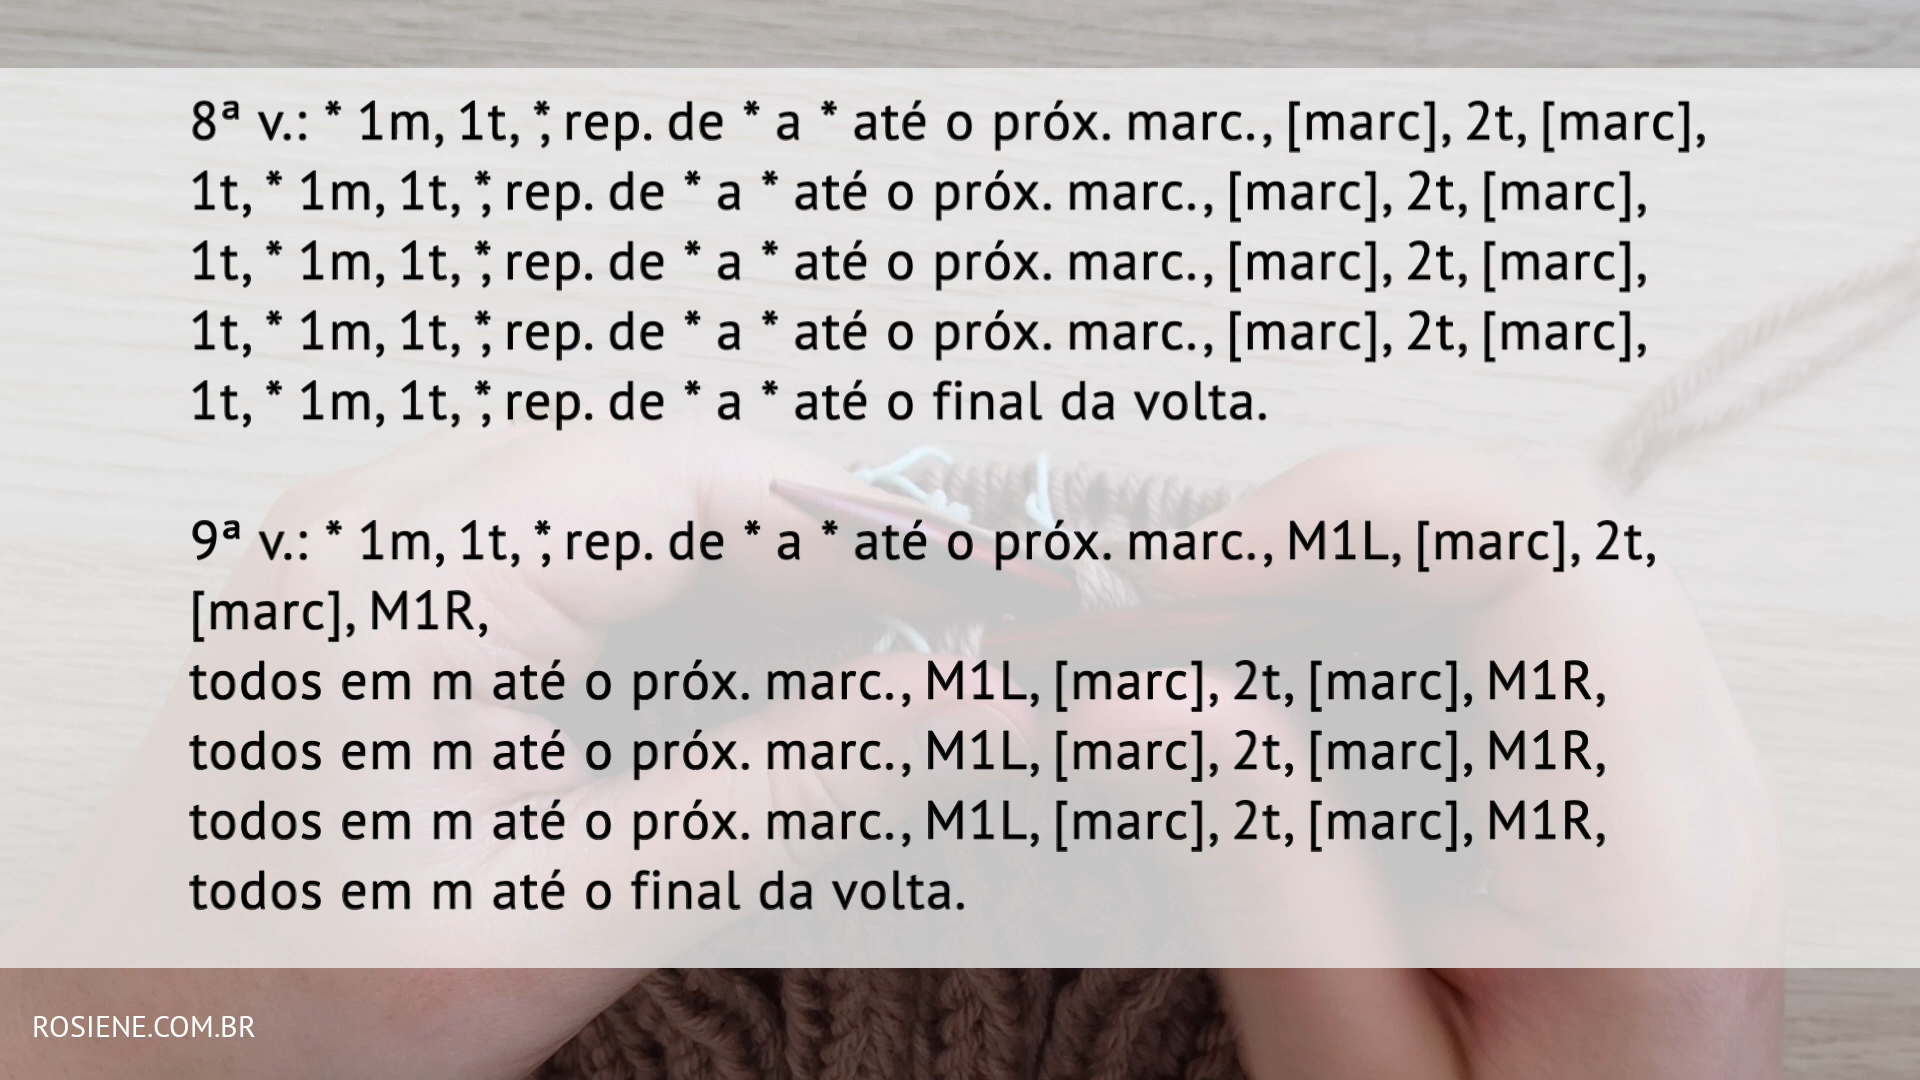 8ª v.: * 1m, 1t, *, rep. de * a * até o próx. marc., [marc], 2t, [marc],
1t, * 1m, 1t, *, rep. de * a * até o próx. marc., [marc], 2t, [marc],
1t, * 1m, 1t, *, rep. de * a * até o próx. marc., [marc], 2t, [marc],
1t, * 1m, 1t, *, rep. de * a * até o próx. marc., [marc], 2t, [marc],
1t, * 1m, 1t, *, rep. de * a * até o final da volta.
9ª v.: * 1m, 1t, *, rep. de * a * até o próx. marc., M1L, [marc], 2t,
[marc], M1R,
todos em m até o próx. marc., M1L, [marc], 2t, [marc], M1R,
todos em m até o próx. marc., M1L, [marc], 2t, [marc], M1R,
todos em m até o próx. marc., M1L, [marc], 2t, [marc], M1R,
todos em m até o final da volta.
ROSIENE.COM.BR